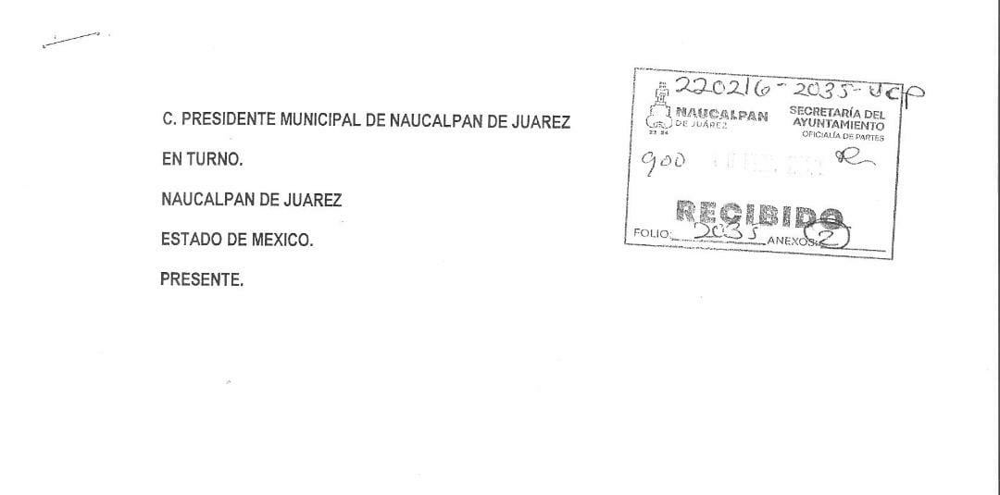 C. PRESIDENTE MUNICIPAL DE NAUCALPAN DE JUAREZ
EN TURNO.
NAUCALPAN DE JUAREZ
ESTADO DE MEXICO.
PRESENTE.
220216-2035-UCP
NAUCALPAN
DE JUÁREZ
22 24
SECRETARÍA DEL
AYUNTAMIENTO
OFICIALÍA DE PARTES
900
RECIBIDO
FOLIO: 2035 ANEXOS: 2